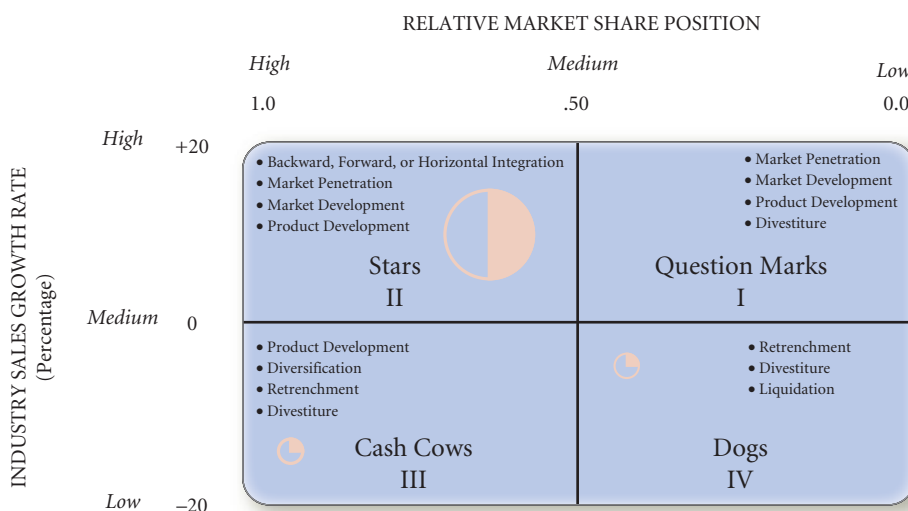 RELATIVE MARKET SHARE POSITION
High
Medium
Low
1.0
.50
0.0
INDUSTRY SALES GROWTH RATE
(Percentage)
High
+20
Medium
0
Low
–20
• Backward, Forward, or Horizontal Integration
• Market Penetration
• Market Development
• Product Development
Stars
II
• Market Penetration
• Market Development
• Product Development
• Divestiture
Question Marks
I
• Product Development
• Diversification
• Retrenchment
• Divestiture
Cash Cows
III
• Retrenchment
• Divestiture
• Liquidation
Dogs
IV